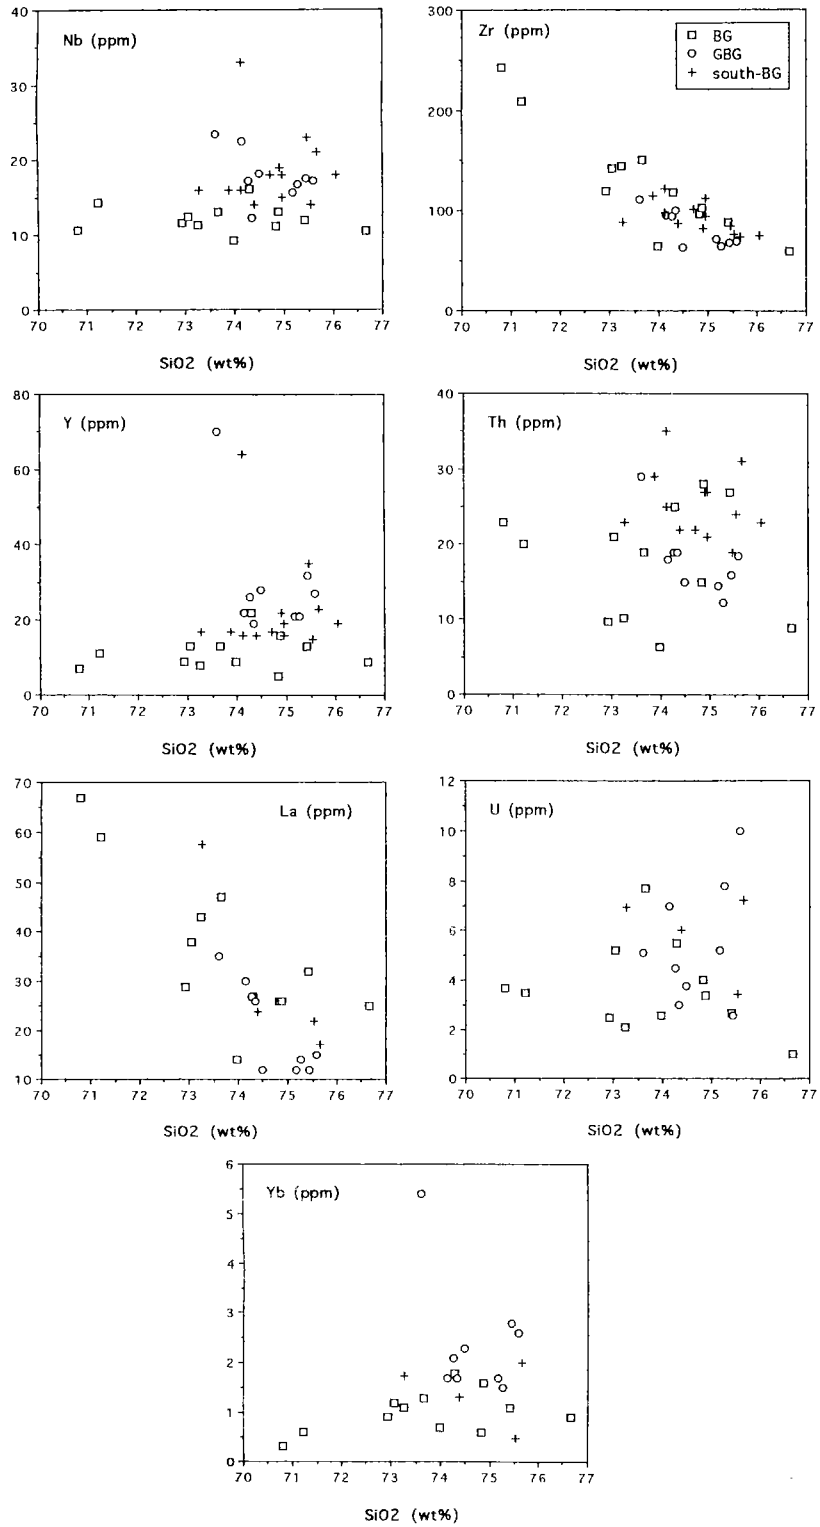 40
30
20
10
0
Nb (ppm)
70 71 72 73 74 75 76 77
SiO2 (wt%)
300
200
100
0
Zr (ppm)
BG
GBG
south-BG
70 71 72 73 74 75 76 77
SiO2 (wt%)
80
60
40
20
0
Y (ppm)
70 71 72 73 74 75 76 77
SiO2 (wt%)
40
30
20
10
0
Th (ppm)
70 71 72 73 74 75 76 77
SiO2 (wt%)
70
60
50
40
30
20
10
La (ppm)
70 71 72 73 74 75 76 77
SiO2 (wt%)
12
10
8
6
4
2
0
U (ppm)
70 71 72 73 74 75 76 77
SiO2 (wt%)
6
5
4
3
2
1
0
Yb (ppm)
70 71 72 73 74 75 76 77
SiO2 (wt%)